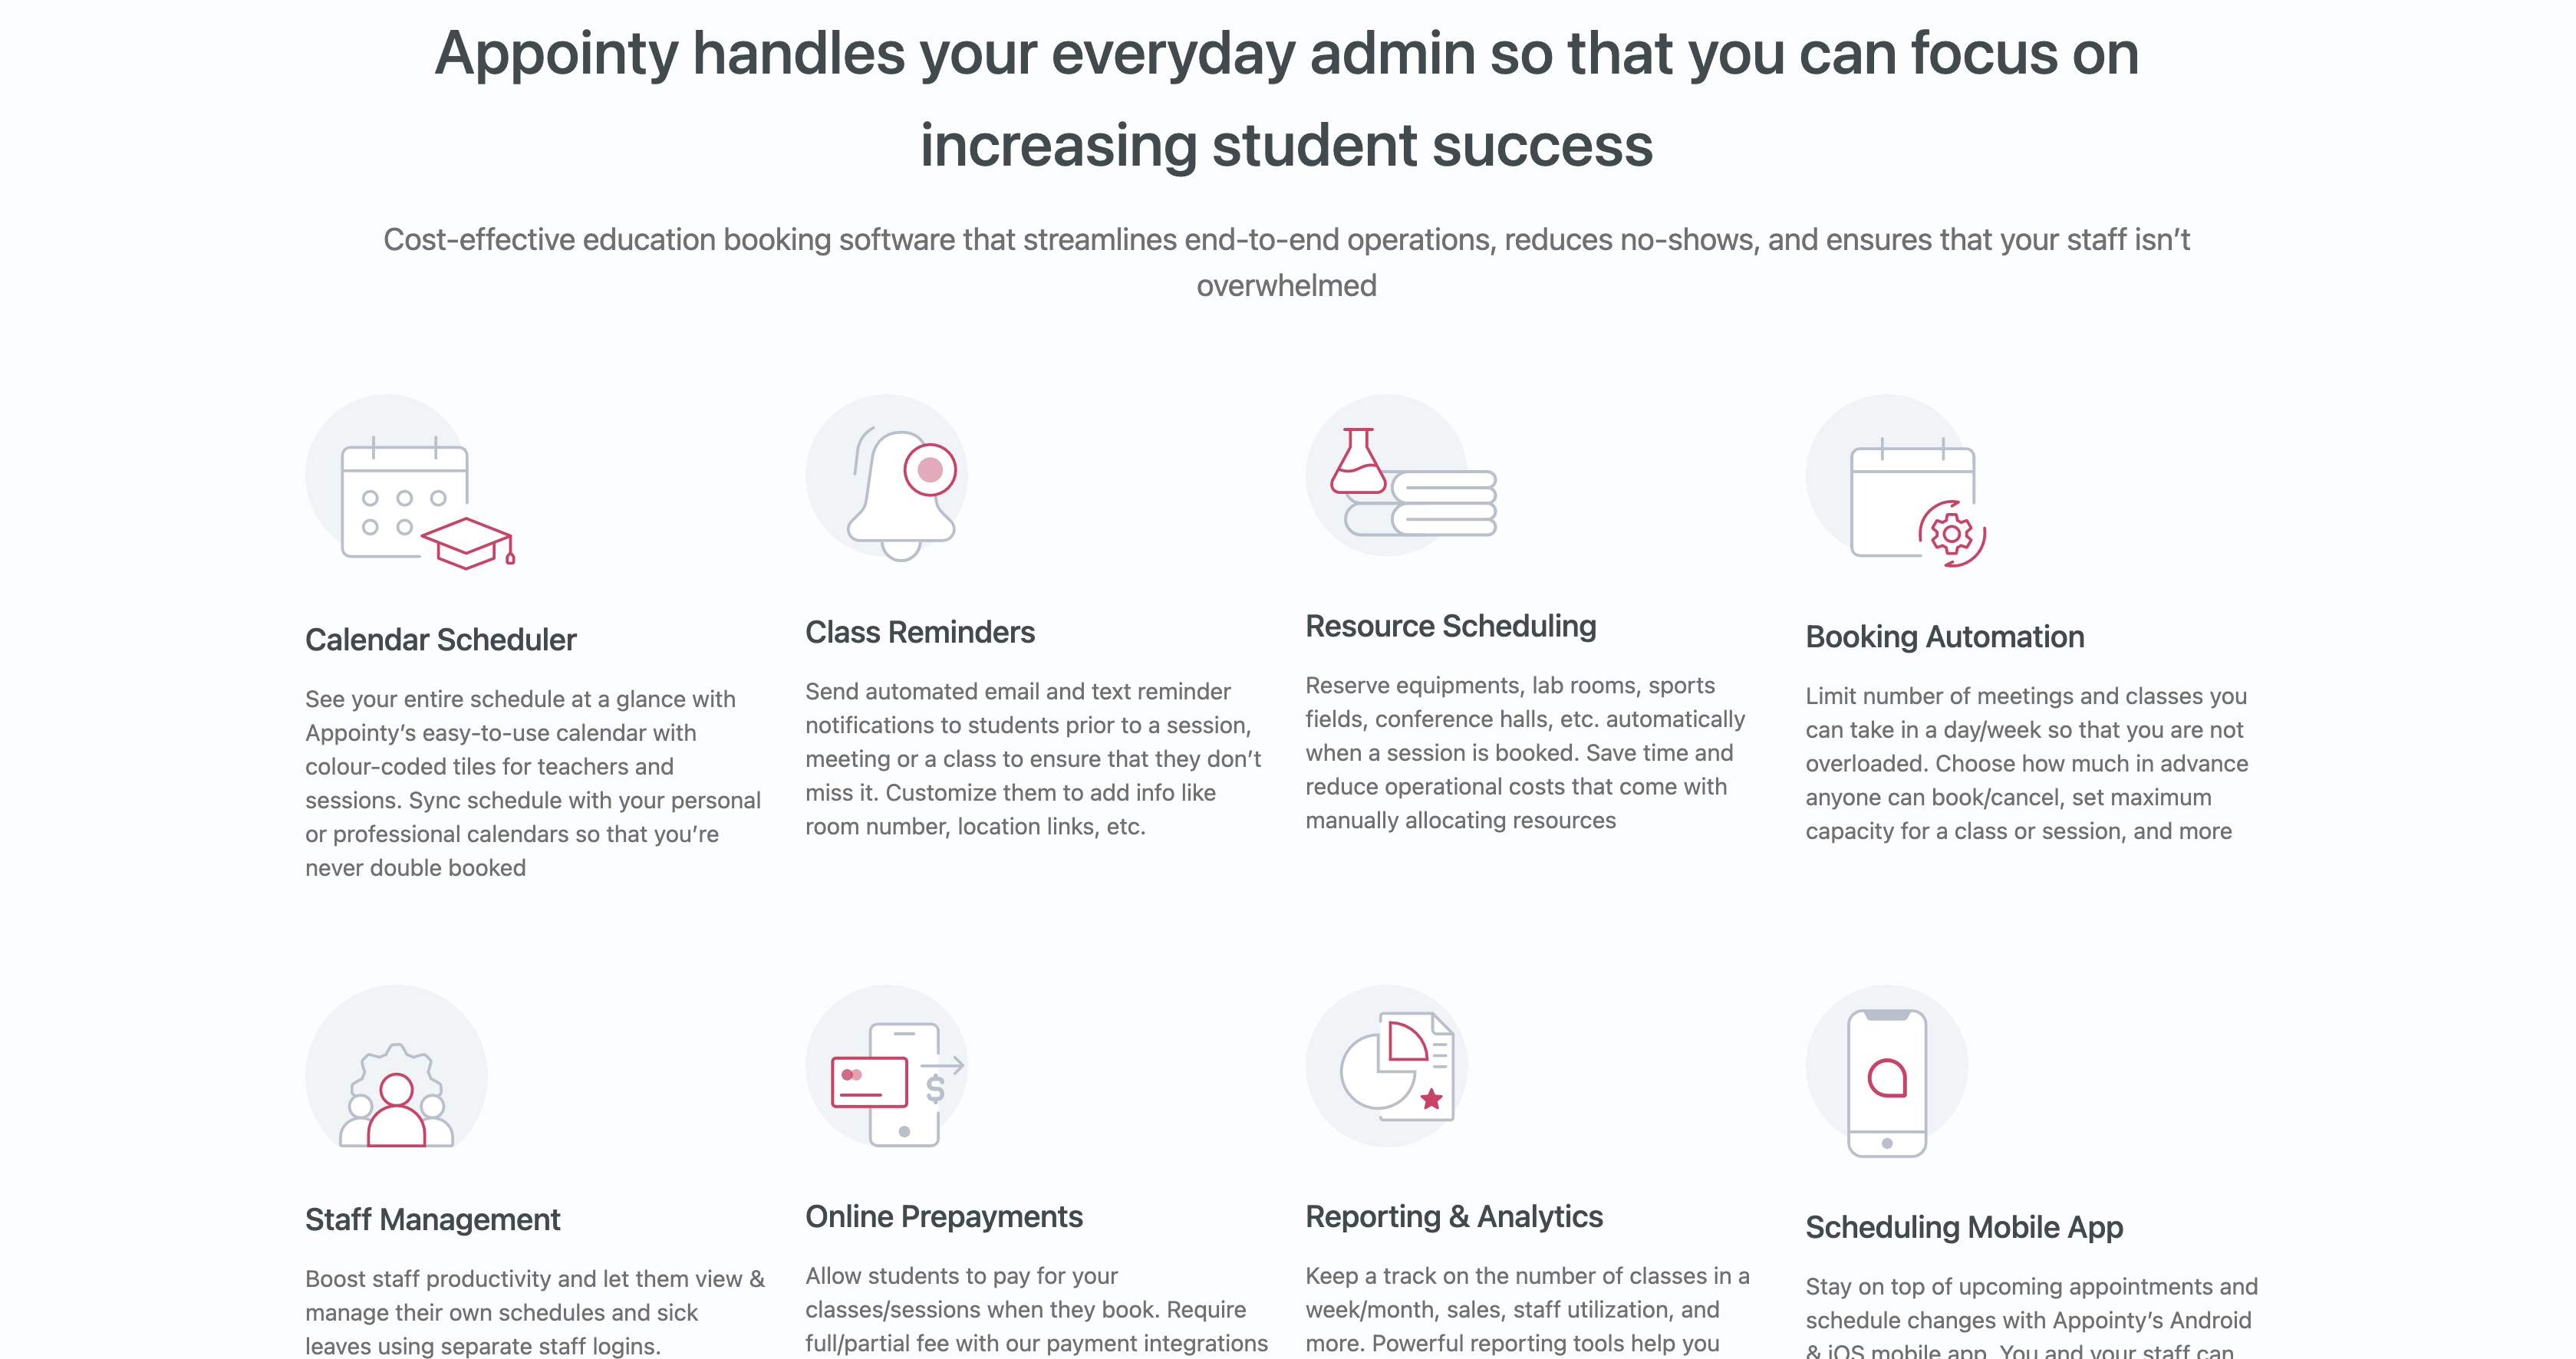 Appointy handles your everyday admin so that you can focus on
increasing student success
Cost-effective education booking software that streamlines end-to-end operations, reduces no-shows, and ensures that your staff isn’t
overwhelmed
Calendar Scheduler
See your entire schedule at a glance with
Appointy’s easy-to-use calendar with
colour-coded tiles for teachers and
sessions. Sync schedule with your personal
or professional calendars so that you’re
never double booked
Class Reminders
Send automated email and text reminder
notifications to students prior to a session,
meeting or a class to ensure that they don’t
miss it. Customize them to add info like
room number, location links, etc.
Resource Scheduling
Reserve equipments, lab rooms, sports
fields, conference halls, etc. automatically
when a session is booked. Save time and
reduce operational costs that come with
manually allocating resources
Booking Automation
Limit number of meetings and classes you
can take in a day/week so that you are not
overloaded. Choose how much in advance
anyone can book/cancel, set maximum
capacity for a class or session, and more
Staff Management
Boost staff productivity and let them view &
manage their own schedules and sick
leaves using separate staff logins.
Online Prepayments
Allow students to pay for your
classes/sessions when they book. Require
full/partial fee with our payment integrations
Reporting & Analytics
Keep a track on the number of classes in a
week/month, sales, staff utilization, and
more. Powerful reporting tools help you
Scheduling Mobile App
Stay on top of upcoming appointments and
schedule changes with Appointy’s Android
& iOS mobile app. You and your staff can
$